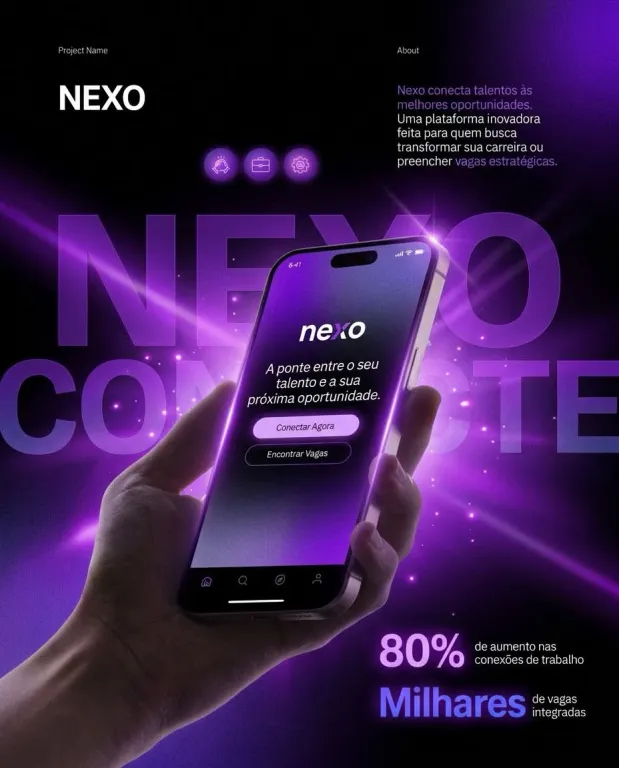 Project Name
NEXO
About
Nexo conecta talentos às
melhores oportunidades.
Uma plataforma inovadora
feita para quem busca
transformar sua carreira ou
preencher vagas estratégicas.
NEXO
9:41
nexo
A ponte entre o seu
talento e a sua
próxima oportunidade.
Conectar Agora
Encontrar Vagas
80%
de aumento nas
conexões de trabalho
Milhares
de vagas
integradas